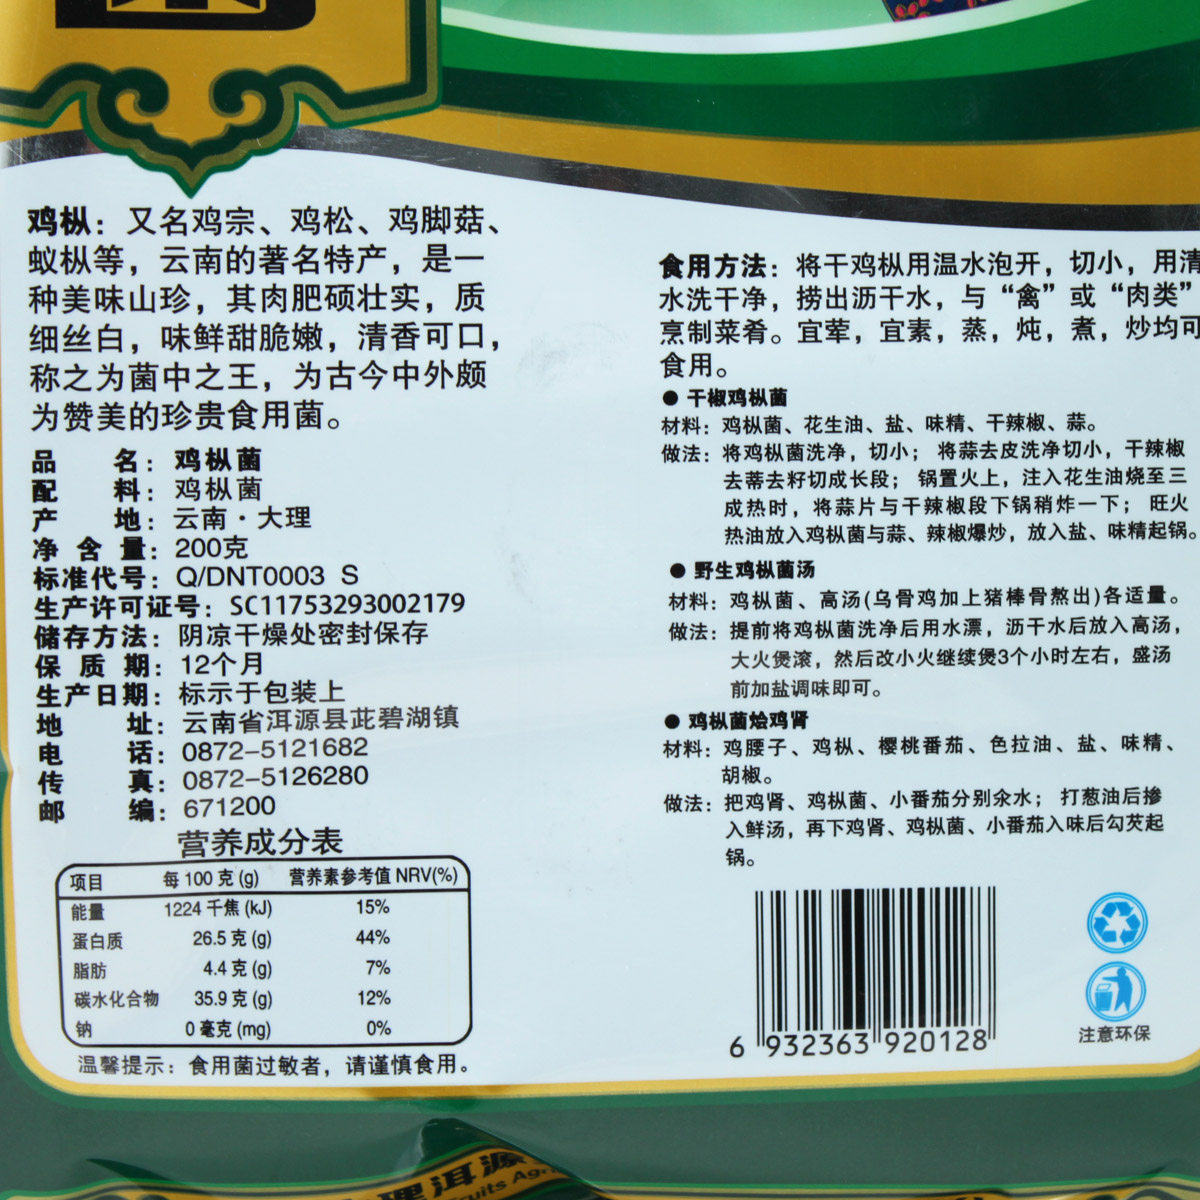 鸡枞：又名鸡宗、鸡松、鸡脚菇、
蚁枞等，云南的著名特产，是一
种美味山珍，其肉肥硕壮实，质
细丝白，味鲜甜脆嫩，清香可口，
称之为菌中之王，为古今中外颇
为赞美的珍贵食用菌。
品 名：鸡枞菌
配 料：鸡枞菌
产 地：云南·大理
净 含 量：200克
标准代号：Q/DNT0003 S
生产许可证号：SC11753293002179
储存方法：阴凉干燥处密封保存
保 质 期：12个月
生产日期：标示于包装上
地 址：云南省洱源县茈碧湖镇
电 话：0872-5121682
传 真：0872-5126280
邮 编：671200
营养成分表
项目 每100克(g) 营养素参考值NRV(%)
能量 1224千焦(kJ) 15%
蛋白质 26.5克(g) 44%
脂肪 4.4克(g) 7%
碳水化合物 35.9克(g) 12%
钠 0毫克(mg) 0%
温馨提示：食用菌过敏者，请谨慎食用。
食用方法：将干鸡枞用温水泡开，切小，用清
水洗干净，捞出沥干水，与“禽”或“肉类”
烹制菜肴。宜荤，宜素，蒸，炖，煮，炒均可
食用。
● 干椒鸡枞菌
材料：鸡枞菌、花生油、盐、味精、干辣椒、蒜。
做法：将鸡枞菌洗净，切小；将蒜去皮洗净切小，干辣椒
去蒂去籽切成长段；锅置火上，注入花生油烧至三
成热时，将蒜片与干辣椒段下锅稍炸一下；旺火
热油放入鸡枞菌与蒜、辣椒爆炒，放入盐、味精起锅。
● 野生鸡枞菌汤
材料：鸡枞菌、高汤(乌骨鸡加上猪棒骨熬出)各适量。
做法：提前将鸡枞菌洗净后用水漂，沥干水后放入高汤，
大火煲滚，然后改小火继续煲3个小时左右，盛汤
前加盐调味即可。
● 鸡枞菌烩鸡肾
材料：鸡腰子、鸡枞、樱桃番茄、色拉油、盐、味精、
胡椒。
做法：把鸡肾、鸡枞菌、小番茄分别汆水；打葱油后掺
入鲜汤，再下鸡肾、鸡枞菌、小番茄入味后勾芡起
锅。
6 932363 920128
注意环保
理洱源
Fruits Agri